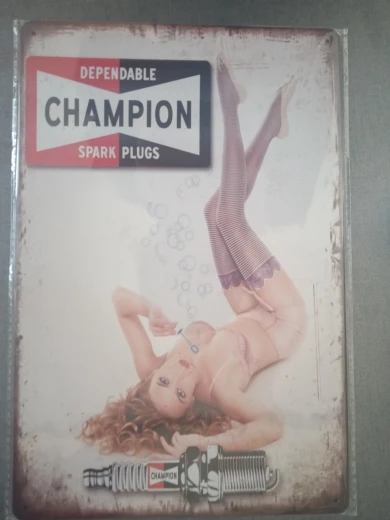 DEPENDABLE
CHAMPION
SPARK PLUGS
CHAMPION